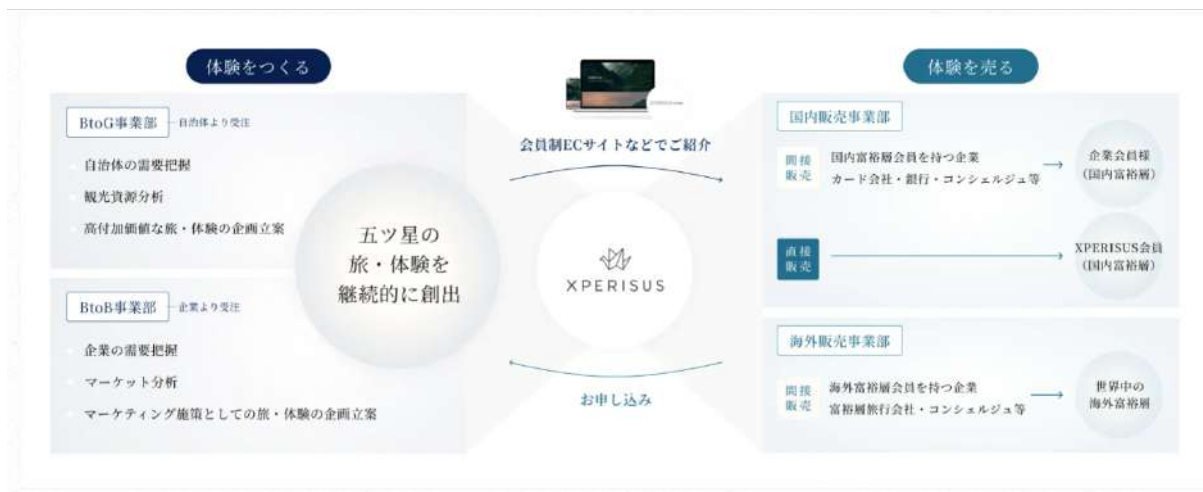 体験をつくる
BtoG事業部
自治体より受注
自治体の需要把握
観光資源分析
高付加価値な旅・体験の企画立案
BtoB事業部
企業より受注
企業の需要把握
マーケット分析
マーケティング施策としての旅・体験の企画立案
五ツ星の
旅・体験を
継続的に創出
会員制ECサイトなどでご紹介
XPERISUS
お申し込み
体験を売る
国内販売事業部
間接
販売
国内富裕層会員を持つ企業
カード会社・銀行・コンシェルジュ等
企業会員様
(国内富裕層)
直接
販売
XPERISUS会員
(国内富裕層)
海外販売事業部
間接
販売
海外富裕層会員を持つ企業
富裕層旅行会社・コンシェルジュ等
世界中の
海外富裕層